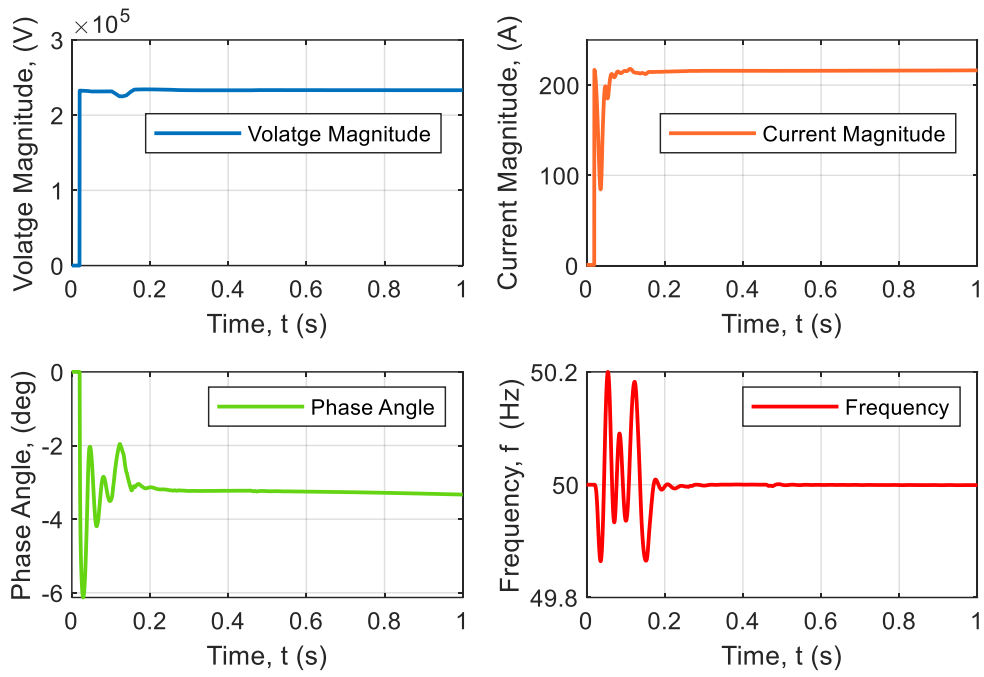 ×10^5
Volatge Magnitude, (V)
3
2
1
0
Volatge Magnitude
0 0.2 0.4 0.6 0.8 1
Time, t (s)
Current Magnitude, (A)
200
100
0
Current Magnitude
0 0.2 0.4 0.6 0.8 1
Time, t (s)
Phase Angle, (deg)
0
-2
-4
-6
Phase Angle
0 0.2 0.4 0.6 0.8 1
Time, t (s)
Frequency, f (Hz)
50.2
50
49.8
Frequency
0 0.2 0.4 0.6 0.8 1
Time, t (s)